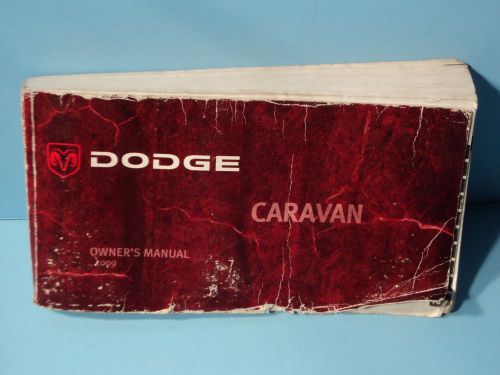 DODGE
CARAVAN
OWNER'S MANUAL
2009